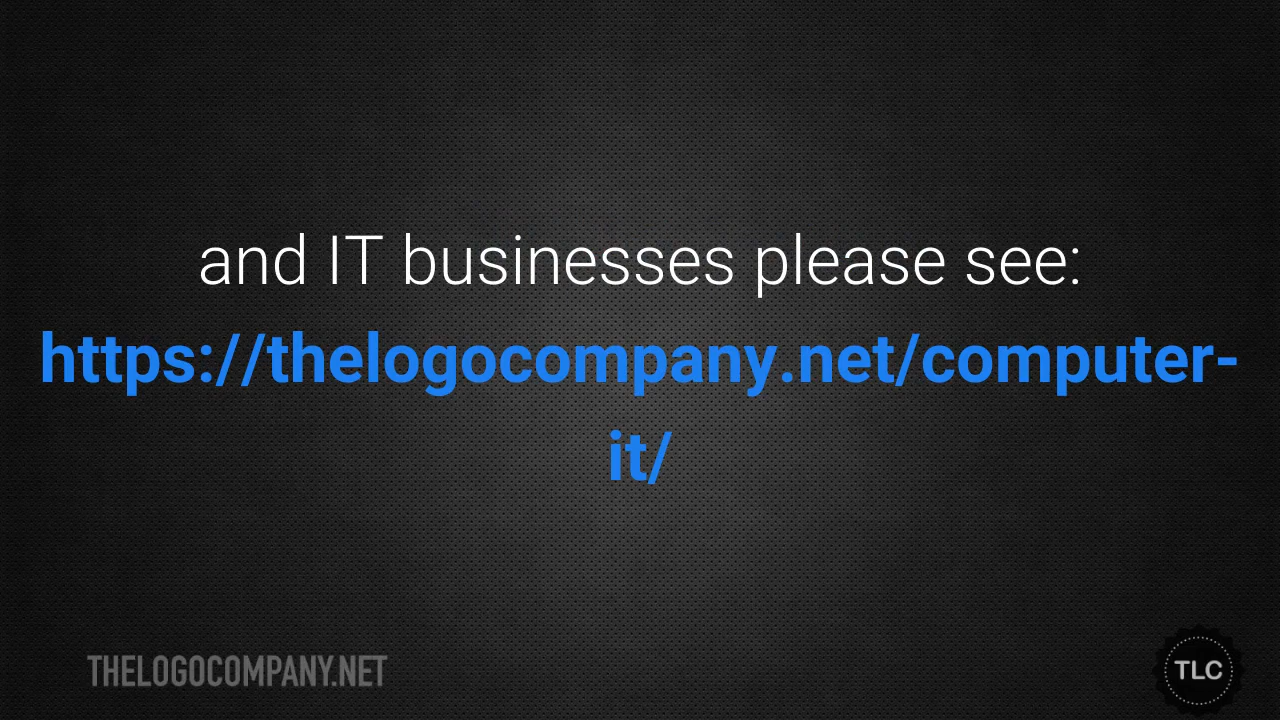 and IT businesses please see:
https://thelogocompany.net/computer-
it/
THELOGOCOMPANY.NET
TLC